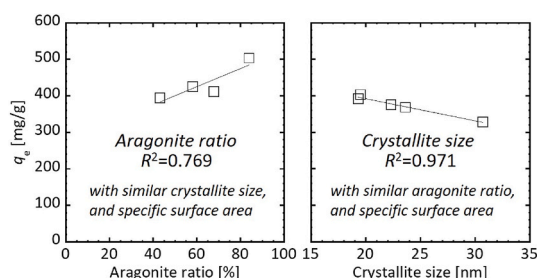 600
500
400
300
200
100
0
qe [mg/g]
Aragonite ratio
R²=0.769
with similar crystallite size,
and specific surface area
0 20 40 60 80 100
Aragonite ratio [%]
Crystallite size
R²=0.971
with similar aragonite ratio,
and specific surface area
15 20 25 30 35
Crystallite size [nm]